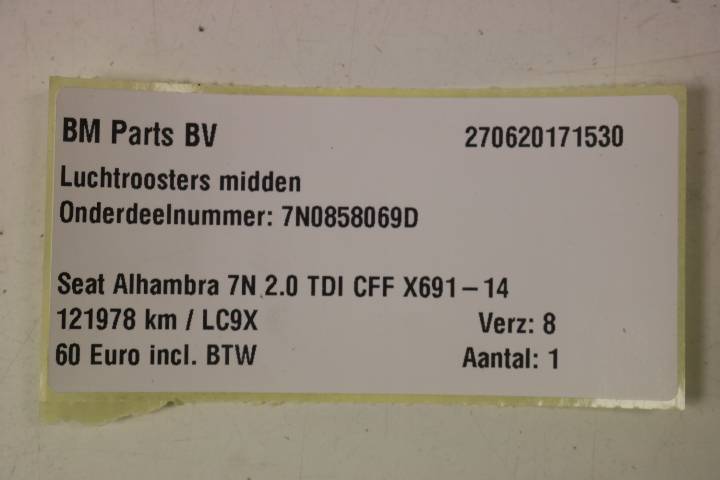 BM Parts BV 270620171530
Luchtroosters midden
Onderdeelnummer: 7N0858069D
Seat Alhambra 7N 2.0 TDI CFF X691-14
121978 km / LC9X Verz: 8
60 Euro incl. BTW Aantal: 1